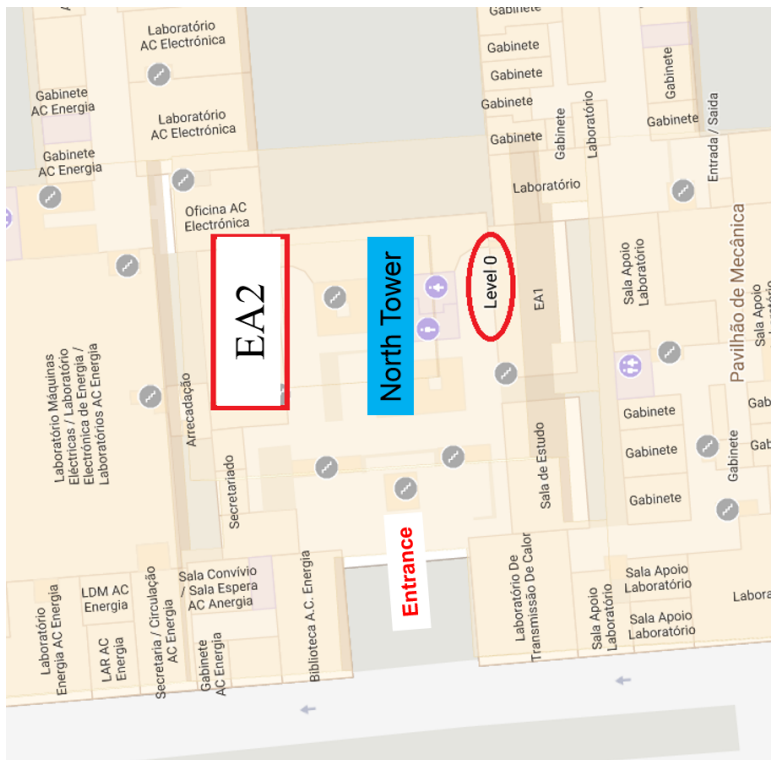 Laboratório
AC Electrónica
Gabinete
AC Energia
Laboratório
AC Electrónica
Gabinete
AC Energia
Oficina AC
Electrónica
EA2
North Tower
Level 0
EA1
Gabinete
Gabinete
Gabinete
Gabinete
Gabinete
Gabinete
Laboratório
Laboratório
Gabinete
Gabinete
Entrada / Saida
Sala Apoio
Laboratório
Pavilhão de Mecânica
Sala Apoio
Laboratório Máquinas
Eléctricas / Laboratório
Electrónica de Energia /
Laboratórios AC Energia
Arrecadação
Secretariado
Sala de Estudo
Gabinete
Gabinete
Gabinete
Gabinete
Entrance
Laboratório
Energia AC Energia
LDM AC
Energia
LAR AC
Energia
Secretaria / Circulação
AC Energia
Sala Convívio
/ Sala Espera
AC Anergia
Gabinete
AC Energia
Biblioteca A.C. Energia
Laboratório De
Transmissão De Calor
Sala Apoio
Laboratório
Sala Apoio
Laboratório
Sala Apoio
Laboratório